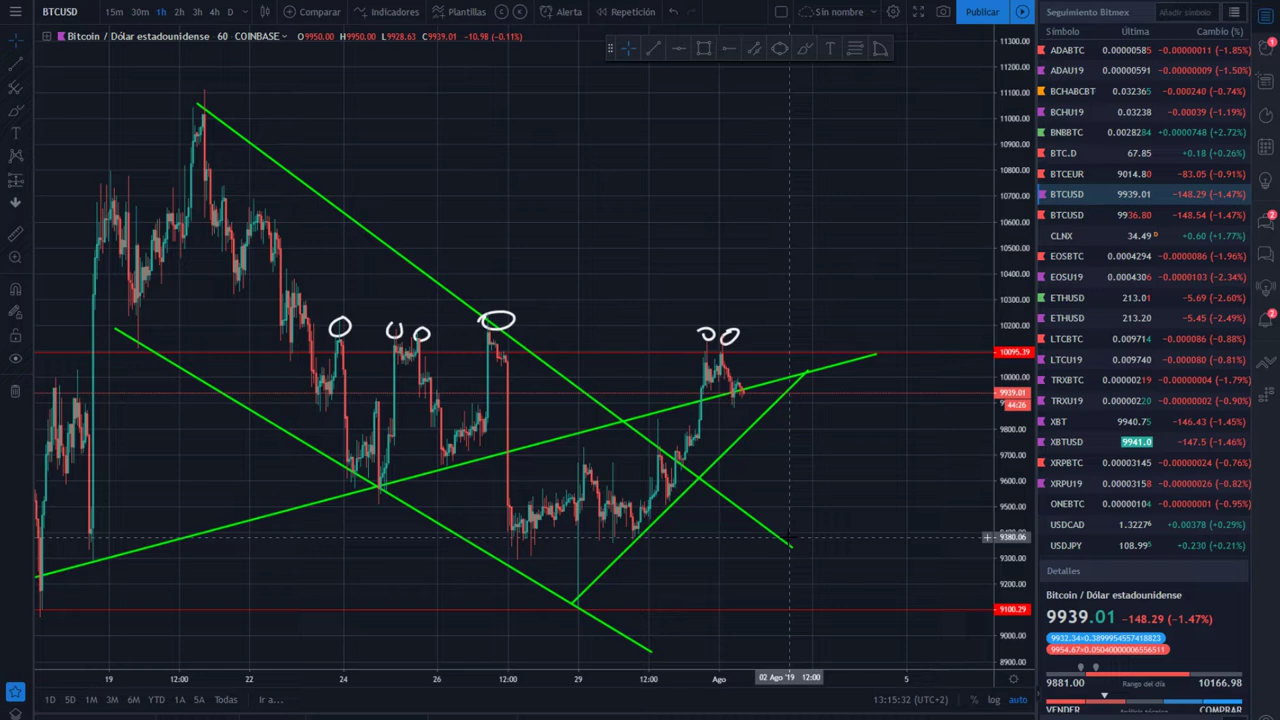 BTCUSD 15m 30m 1h 2h 3h 4h D Comparar Indicadores Plantillas Alerta Repetición Sin nombre Publicar
Bitcoin / Dólar estadounidense 60 COINBASE O9950.00 H9950.00 L9928.63 C9939.01 -10.98 (-0.11%)
11300.00
11200.00
11100.00
11000.00
10900.00
10800.00
10700.00
10600.00
10500.00
10400.00
10300.00
10200.00
10095.39
10000.00
9939.01
44:26
9800.00
9700.00
9600.00
9500.00
9380.06
9300.00
9200.00
9100.29
9000.00
8900.00
19 12:00 22 24 26 12:00 29 12:00 Ago 02 Ago '19 12:00 5
1D 5D 1M 3M 6M YTD 1A 5A Todas Ir a... 13:15:32 (UTC+2) % log auto
Seguimiento Bitmex Añadir símbolo
Símbolo Última Cambio (%)
ADABTC 0.00000585 −0.00000011 (−1.85%)
ADAU19 0.00000591 −0.00000009 (−1.50%)
BCHABCBT 0.032365 −0.000240 (−0.74%)
BCHU19 0.03238 −0.00039 (−1.19%)
BNBBTC 0.0028284 +0.0000748 (+2.72%)
BTC.D 67.85 +0.18 (+0.26%)
BTCEUR 9014.80 −83.05 (−0.91%)
BTCUSD 9939.01 −148.29 (−1.47%)
BTCUSD 9936.80 −148.54 (−1.47%)
CLNX 34.49 D +0.60 (+1.77%)
EOSBTC 0.0004294 −0.0000086 (−1.96%)
EOSU19 0.0004306 −0.0000103 (−2.34%)
ETHUSD 213.01 −5.69 (−2.60%)
ETHUSD 213.20 −5.45 (−2.49%)
LTCBTC 0.009714 −0.000086 (−0.88%)
LTCU19 0.009740 −0.000080 (−0.81%)
TRXBTC 0.00000219 −0.00000004 (−1.79%)
TRXU19 0.00000220 −0.00000002 (−0.90%)
XBT 9940.75 −146.43 (−1.45%)
XBTUSD 9941.0 −147.5 (−1.46%)
XRPBTC 0.00003145 −0.00000024 (−0.76%)
XRPU19 0.00003158 −0.00000026 (−0.82%)
ONEBTC 0.00000104 −0.00000001 (−0.95%)
USDCAD 1.32276 +0.00378 (+0.29%)
USDJPY 108.995 +0.230 (+0.21%)
Detalles
Bitcoin / Dólar estadounidense
9939.01 −148.29 (−1.47%)
9932.34×0.3899954557418823
9954.67×0.05040000006556511
9881.00 Rango del día 10166.98
VENDER Análisis técnico COMPRAR